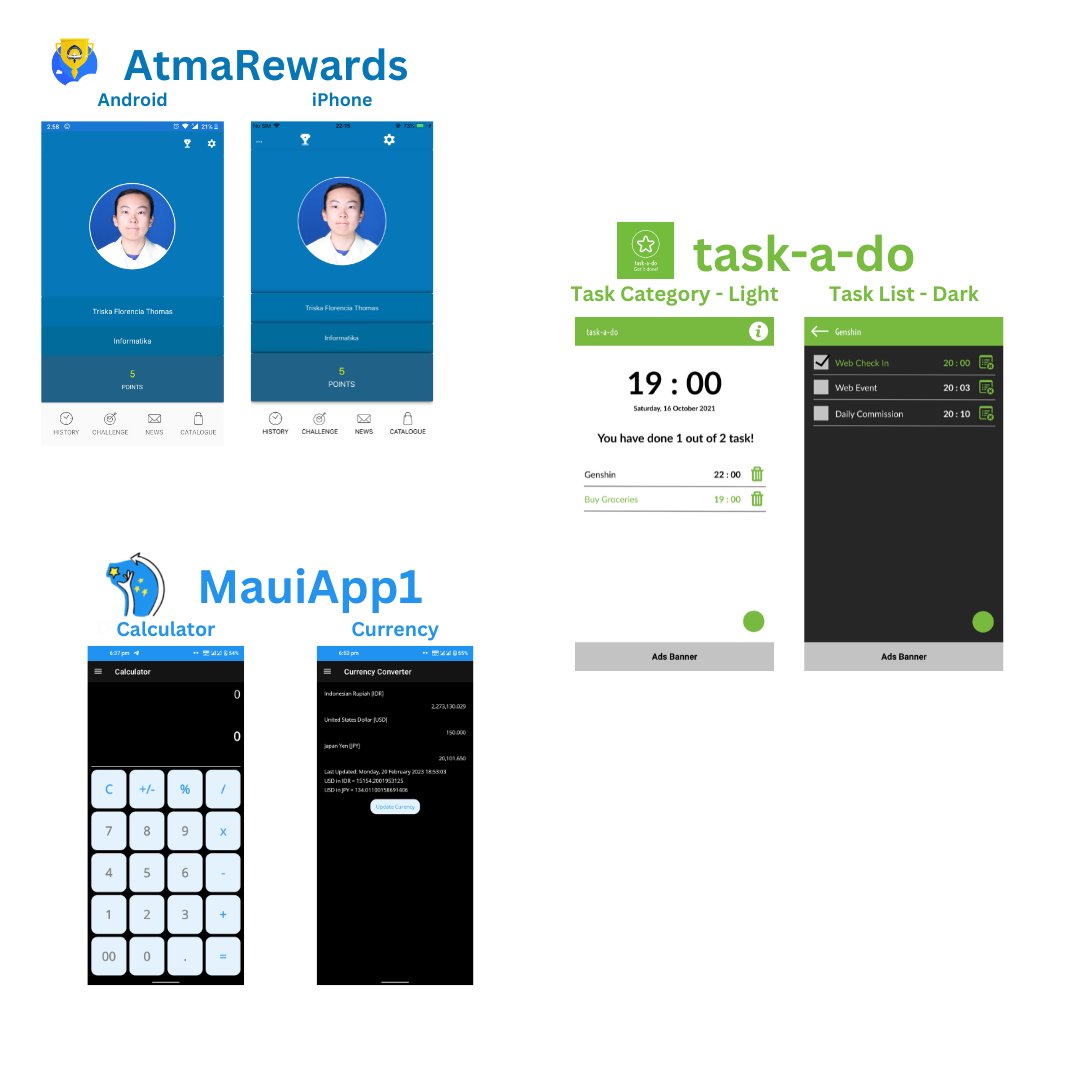 AtmaRewards
Android
iPhone
2:58
21%
No SIM
22:15
73%
...
Triska Florencia Thomas
Informatika
5
POINTS
HISTORY CHALLENGE NEWS CATALOGUE
Triska Florencia Thomas
Informatika
5
POINTS
HISTORY CHALLENGE NEWS CATALOGUE
task-a-do
Get it done!
task-a-do
Task Category - Light
Task List - Dark
task-a-do
i
19 : 00
Saturday, 16 October 2021
You have done 1 out of 2 task!
Genshin 22 : 00
Buy Groceries 19 : 00
Ads Banner
Genshin
Web Check In 20 : 00
Web Event 20 : 03
Daily Commission 20 : 10
Ads Banner
MauiApp1
Calculator
Currency
6:37 pm
54%
Calculator
0
0
C +/- % /
7 8 9 x
4 5 6 -
1 2 3 +
00 0 . =
6:53 pm
55%
Currency Converter
Indonesian Rupiah [IDR]
2,273,130.029
United States Dollar [USD]
150.000
Japan Yen [JPY]
20,101.650
Last Updated: Monday, 20 February 2023 18:53:03
USD in IDR = 15154.2001953125
USD in JPY = 134.01100158691406
Update Curency